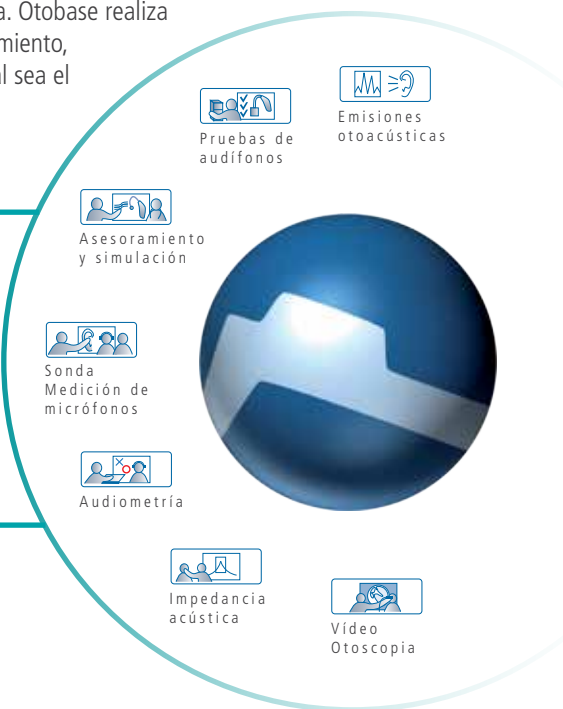 a. Otobase realiza
miento,
al sea el
Pruebas de
audífonos
Emisiones
otoacústicas
Asesoramiento
y simulación
Sonda
Medición de
micrófonos
Audiometría
Impedancia
acústica
Vídeo
Otoscopia